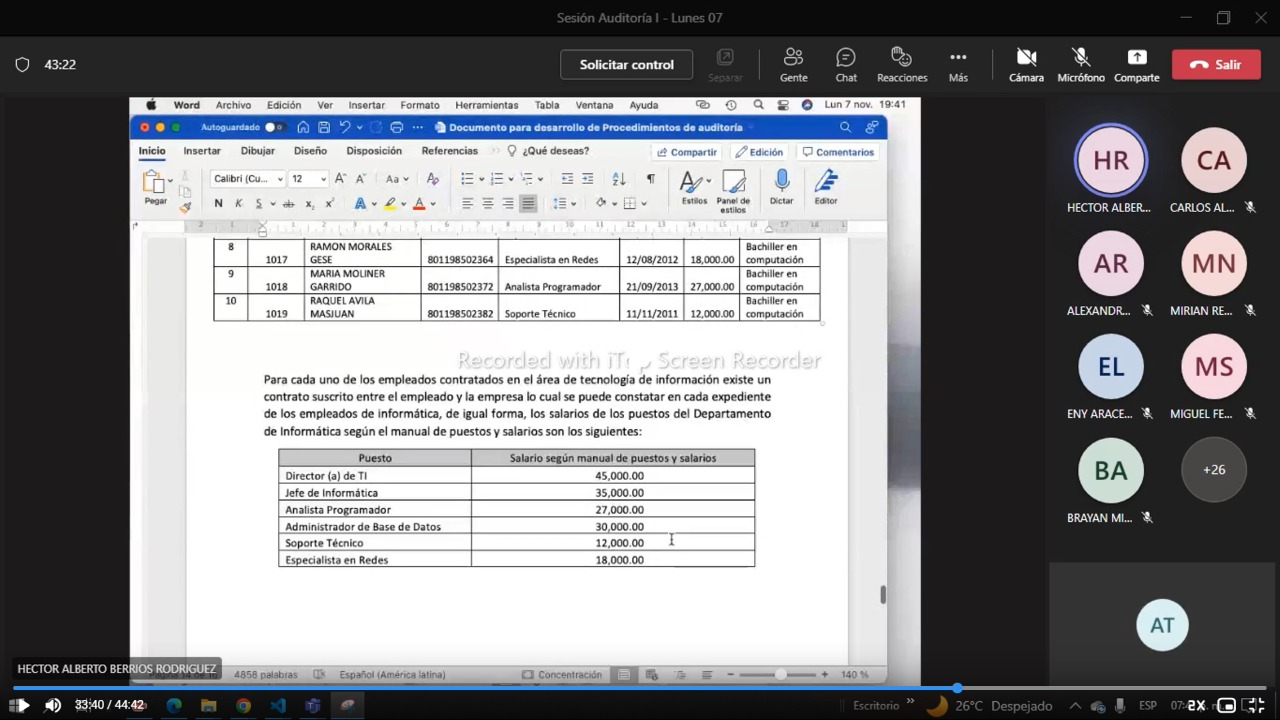 Sesión Auditoría I - Lunes 07
43:22
Solicitar control
Separar
Gente
Chat
Reacciones
Más
Cámara
Micrófono
Comparte
Salir
Word Archivo Edición Ver Insertar Formato Herramientas Tabla Ventana Ayuda
Lun 7 nov. 19:41
Autoguardado
Documento para desarrollo de Procedimientos de auditoría
Inicio Insertar Dibujar Diseño Disposición Referencias ¿Qué deseas?
Compartir Edición Comentarios
Pegar
Calibri (Cu... 12
Estilos
Panel de estilos
Dictar
Editor
8 1017 RAMON MORALES GESE 801198502364 Especialista en Redes 12/08/2012 18,000.00 Bachiller en computación
9 1018 MARIA MOLINER GARRIDO 801198502372 Analista Programador 21/09/2013 27,000.00 Bachiller en computación
10 1019 RAQUEL AVILA MASJUAN 801198502382 Soporte Técnico 11/11/2011 12,000.00 Bachiller en computación
Recorded with Screen Recorder
Para cada uno de los empleados contratados en el área de tecnología de información existe un
contrato suscrito entre el empleado y la empresa lo cual se puede constatar en cada expediente
de los empleados de informática, de igual forma, los salarios de los puestos del Departamento
de Informática según el manual de puestos y salarios son los siguientes:
Puesto Salario según manual de puestos y salarios
Director (a) de TI 45,000.00
Jefe de Informática 35,000.00
Analista Programador 27,000.00
Administrador de Base de Datos 30,000.00
Soporte Técnico 12,000.00
Especialista en Redes 18,000.00
HR
HECTOR ALBER...
CA
CARLOS AL...
AR
ALEXANDR...
MN
MIRIAN RE...
EL
ENY ARACE...
MS
MIGUEL FE...
BA
BRAYAN MI...
+26
AT
HECTOR ALBERTO BERRIOS RODRIGUEZ
4858 palabras
Español (América latina)
Concentración
140 %
33:40 / 44:42
Escritorio
26°C Despejado
ESP
2X